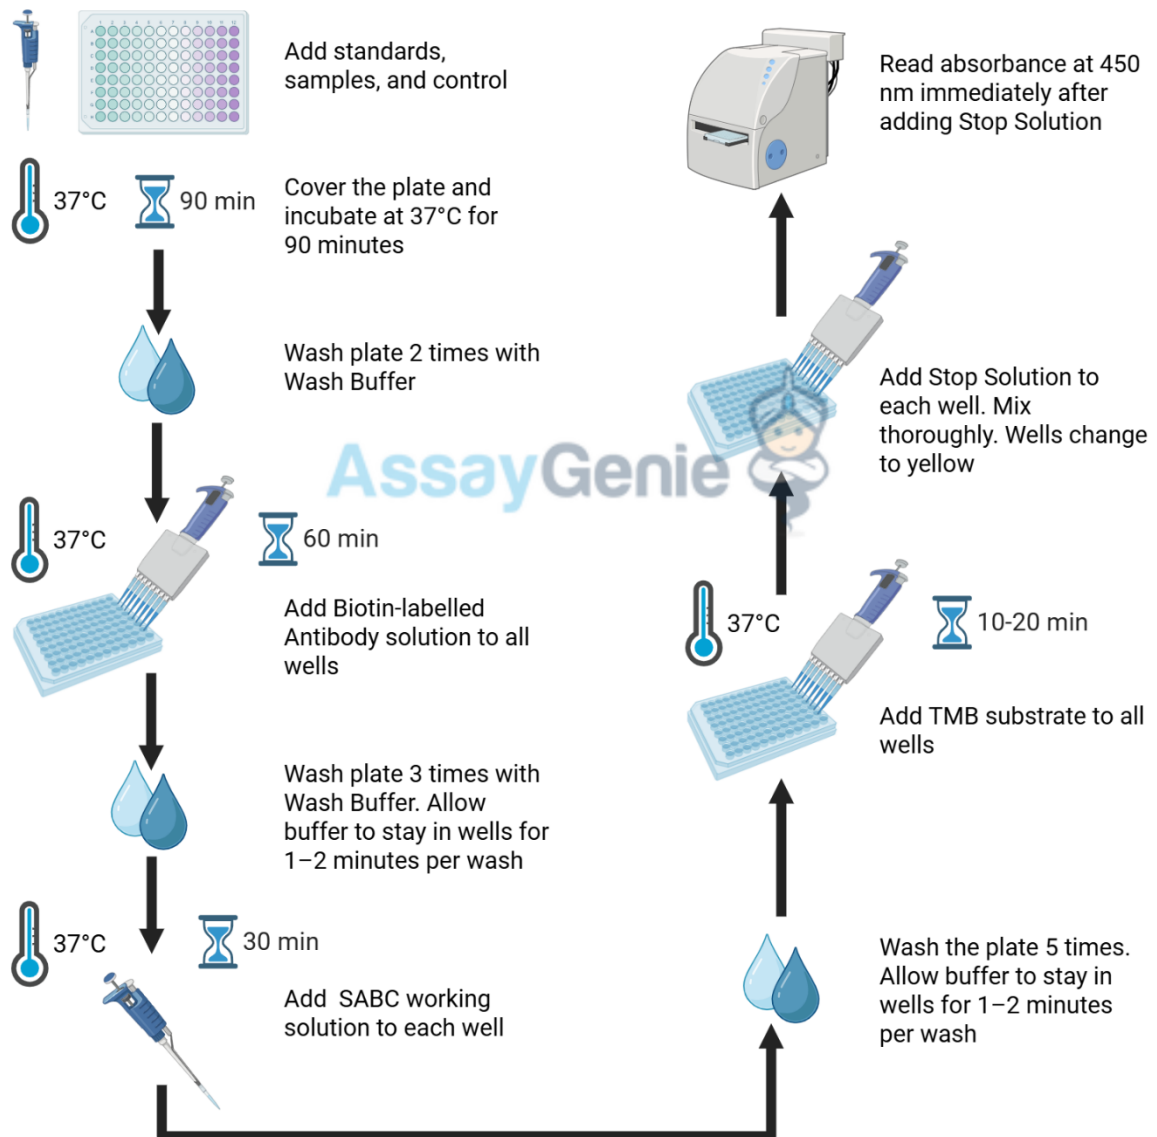 Add standards,
samples, and control
37°C
90 min
Cover the plate and
incubate at 37°C for
90 minutes
Wash plate 2 times with
Wash Buffer
37°C
60 min
Add Biotin-labelled
Antibody solution to all
wells
Wash plate 3 times with
Wash Buffer. Allow
buffer to stay in wells for
1–2 minutes per wash
37°C
30 min
Add SABC working
solution to each well
Wash the plate 5 times.
Allow buffer to stay in
wells for 1–2 minutes
per wash
37°C
10-20 min
Add TMB substrate to all
wells
Add Stop Solution to
each well. Mix
thoroughly. Wells change
to yellow
Read absorbance at 450
nm immediately after
adding Stop Solution
AssayGenie